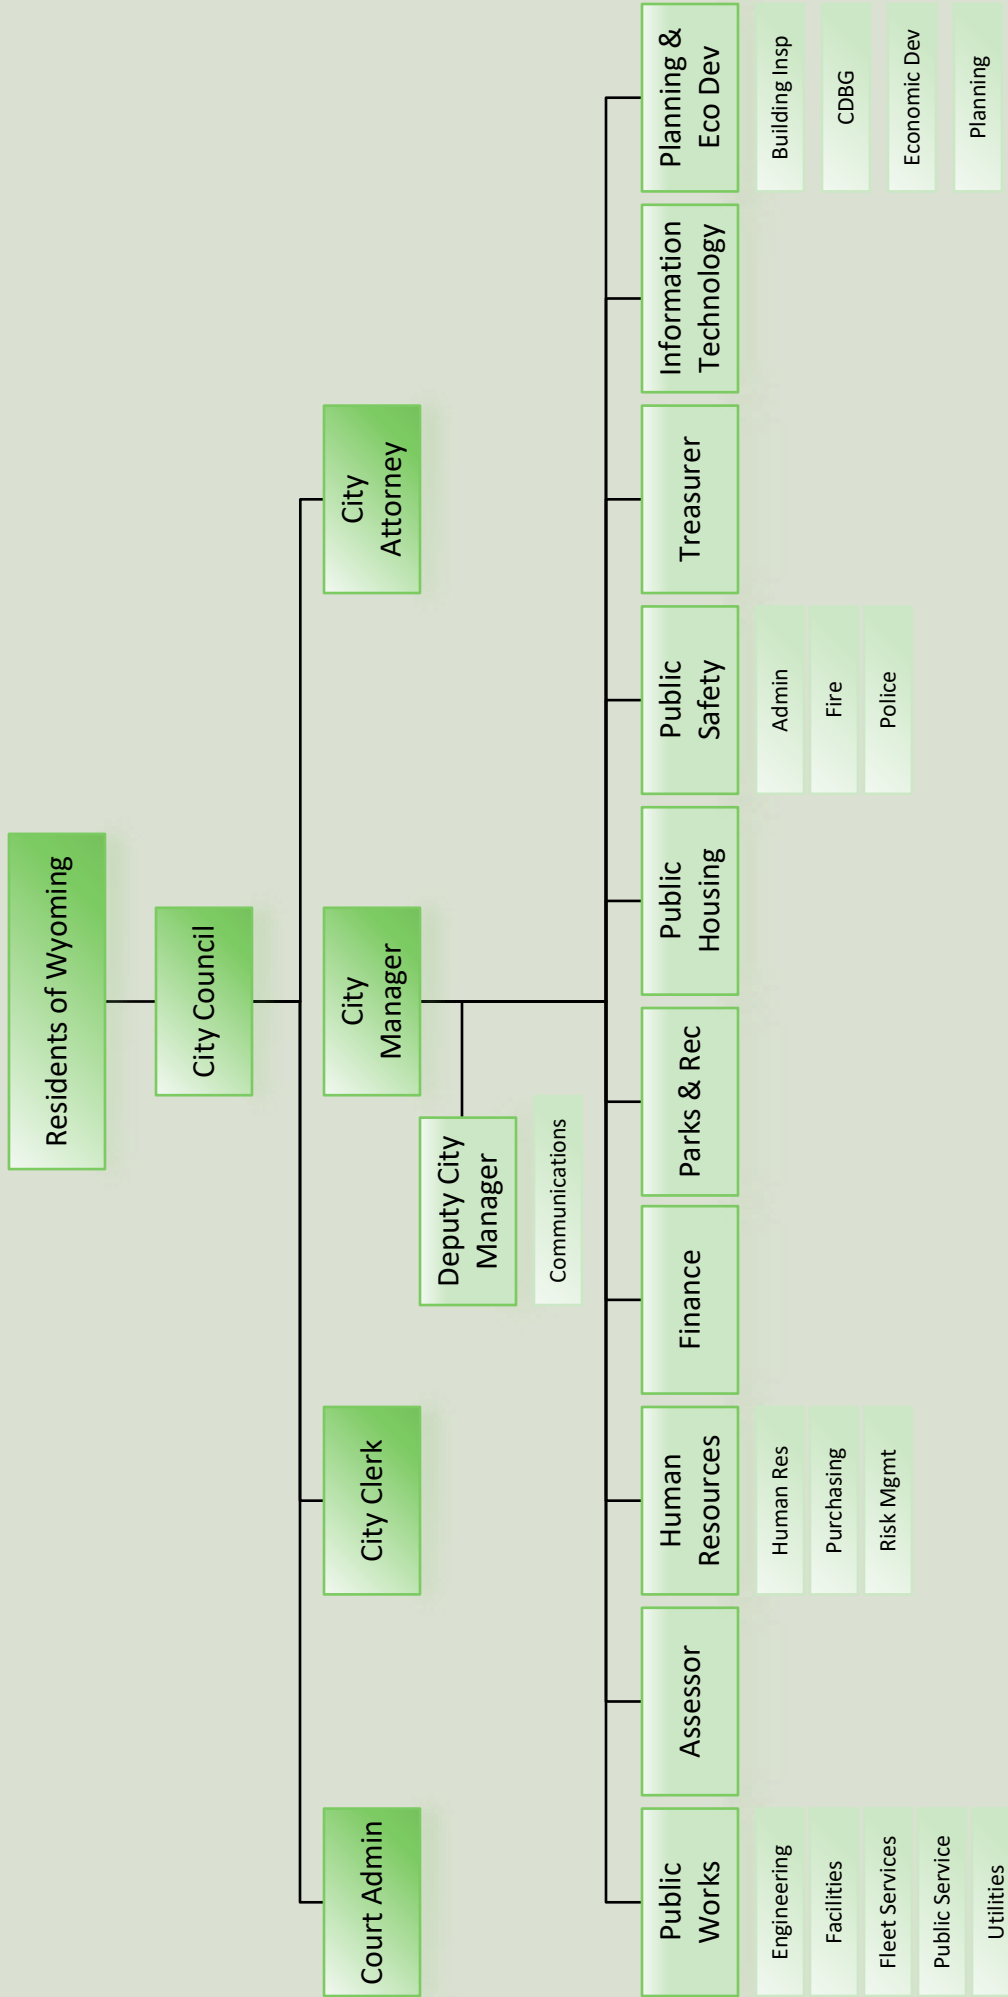 Residents of Wyoming
City Council
Court Admin
City Clerk
City
Manager
City
Attorney
Deputy City
Manager
Communications
Public
Works
Engineering
Facilities
Fleet Services
Public Service
Utilities
Assessor
Human
Resources
Human Res
Purchasing
Risk Mgmt
Finance
Parks & Rec
Public
Housing
Public
Safety
Admin
Fire
Police
Treasurer
Information
Technology
Planning &
Eco Dev
Building Insp
CDBG
Economic Dev
Planning